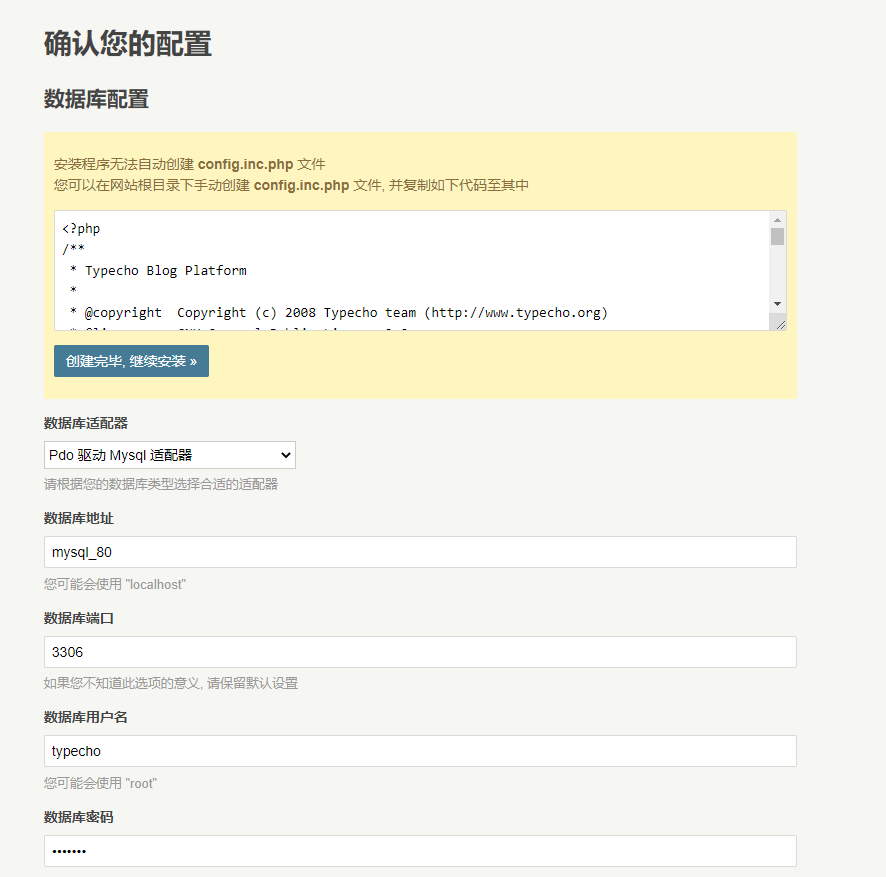 确认您的配置
数据库配置
安装程序无法自动创建 config.inc.php 文件
您可以在网站根目录下手动创建 config.inc.php 文件, 并复制如下代码至其中
<?php
/**
 * Typecho Blog Platform
 *
 * @copyright  Copyright (c) 2008 Typecho team (http://www.typecho.org)
创建完毕, 继续安装 »
数据库适配器
Pdo 驱动 Mysql 适配器
请根据您的数据库类型选择合适的适配器
数据库地址
mysql_80
您可能会使用 "localhost"
数据库端口
3306
如果您不知道此选项的意义, 请保留默认设置
数据库用户名
typecho
您可能会使用 "root"
数据库密码
•••••••